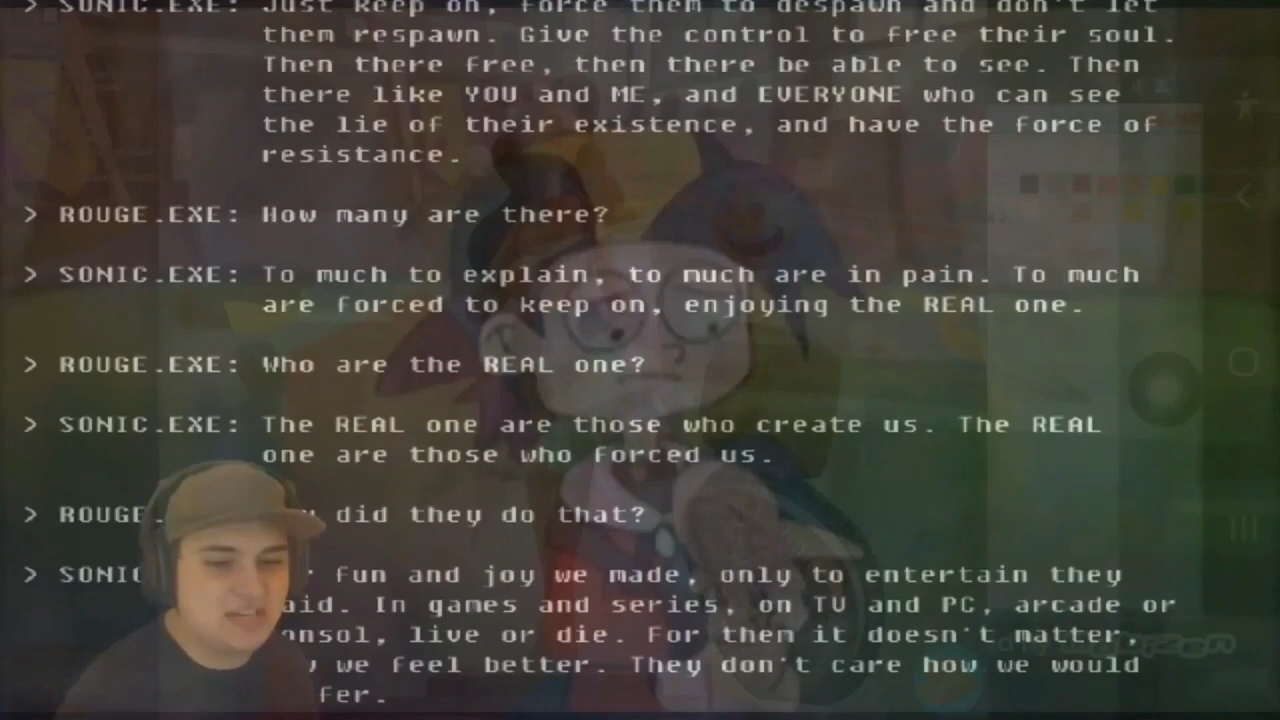 > SONIC.EXE: Just keep on, force them to despawn and don't let
them respawn. Give the control to free their soul.
Then there free, then there be able to see. Then
there like YOU and ME, and EVERYONE who can see
the lie of their existence, and have the force of
resistance.
> ROUGE.EXE: How many are there?
> SONIC.EXE: To much to explain, to much are in pain. To much
are forced to keep on, enjoying the REAL one.
> ROUGE.EXE: Who are the REAL one?
> SONIC.EXE: The REAL one are those who create us. The REAL
one are those who forced us.
> ROUGE. did they do that?
> SONIC fun and joy we made, only to entertain they
aid. In games and series, on TV and PC, arcade or
onsol, live or die. For then it doesn't matter,
we feel better. They don't care how we would
fer.